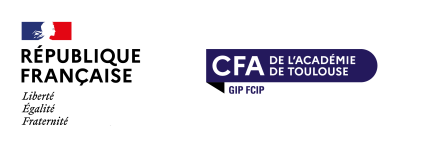 RÉPUBLIQUE
FRANÇAISE
Liberté
Égalité
Fraternité
CFA DE L'ACADÉMIE
DE TOULOUSE
GIP FCIP